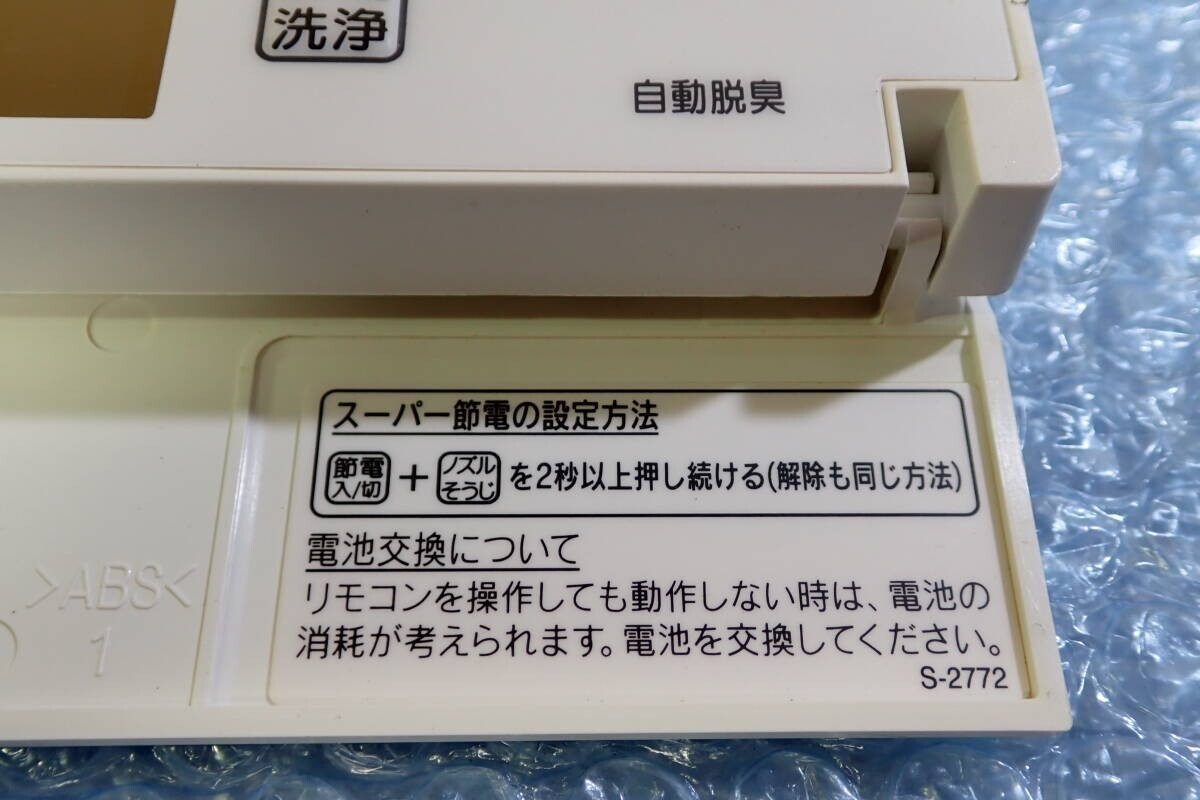 洗浄
自動脱臭
スーパー節電の設定方法
節電入/切 + ノズルそうじ を2秒以上押し続ける(解除も同じ方法)
電池交換について
リモコンを操作しても動作しない時は、電池の
消耗が考えられます。電池を交換してください。
S-2772
>ABS<
1